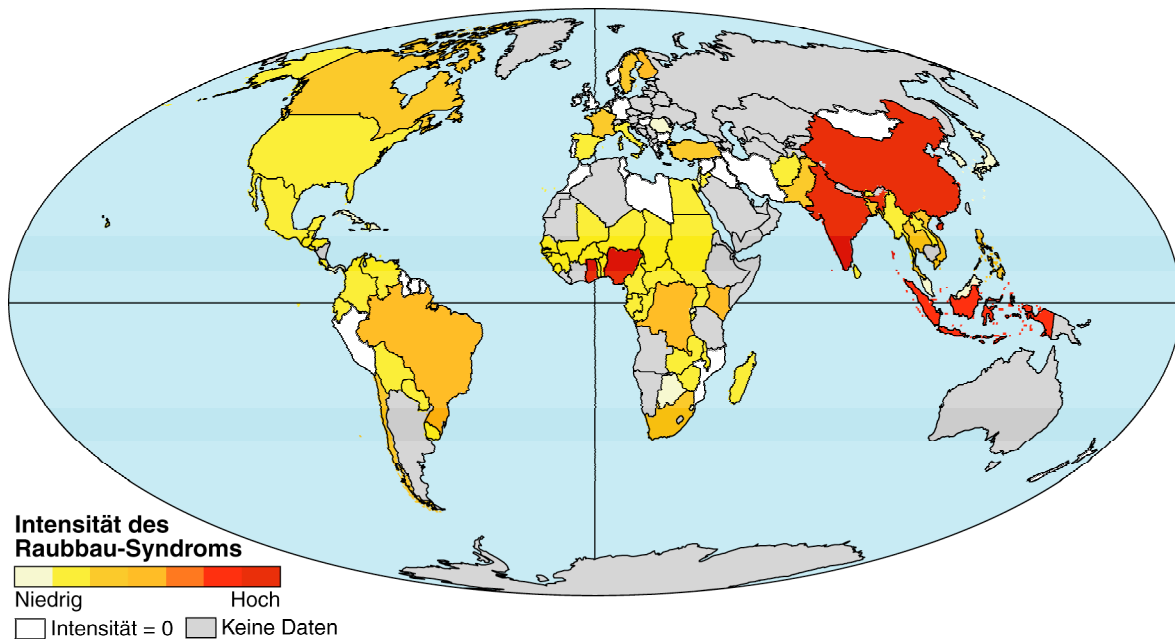 Intensität des
Raubbau-Syndroms
Niedrig Hoch
Intensität = 0 Keine Daten